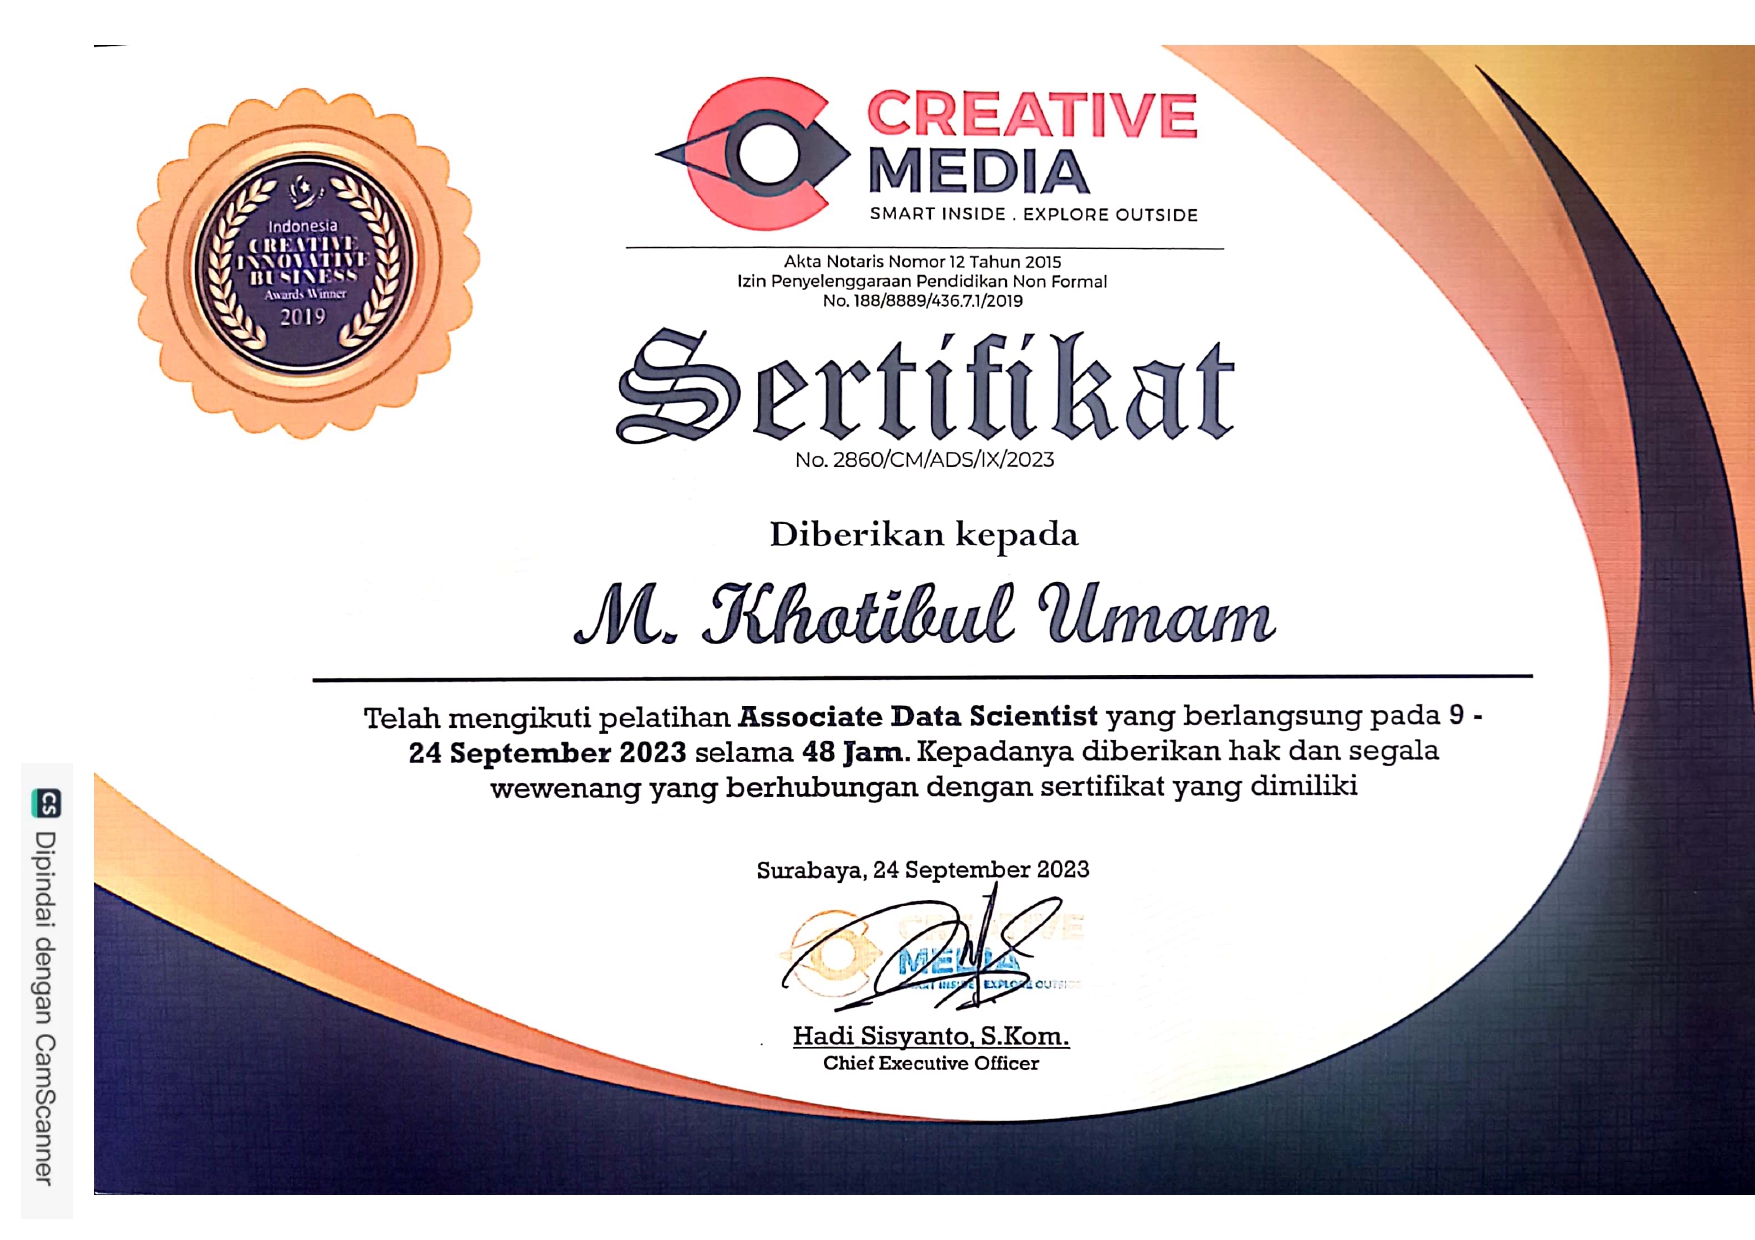 Indonesia
CREATIVE
INNOVATIVE
BUSINESS
Awards Winner
2019
CREATIVE
MEDIA
SMART INSIDE . EXPLORE OUTSIDE
Akta Notaris Nomor 12 Tahun 2015
Izin Penyelenggaraan Pendidikan Non Formal
No. 188/8889/436.7.1/2019
Sertifikat
No. 2860/CM/ADS/IX/2023
Diberikan kepada
M. Khotibul Umam
Telah mengikuti pelatihan Associate Data Scientist yang berlangsung pada 9 -
24 September 2023 selama 48 Jam. Kepadanya diberikan hak dan segala
wewenang yang berhubungan dengan sertifikat yang dimiliki
Surabaya, 24 September 2023
CREATIVE
MEDIA
SMART INSIDE . EXPLORE OUTSIDE
Hadi Sisyanto, S.Kom.
Chief Executive Officer
CS Dipindai dengan CamScanner